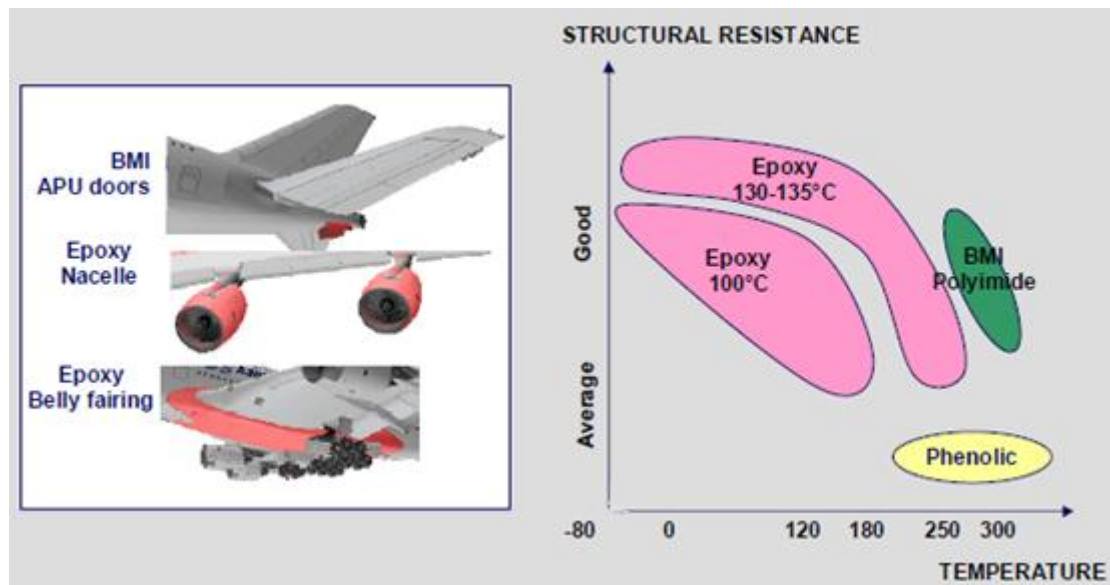 BMI
APU doors
Epoxy
Nacelle
Epoxy
Belly fairing
STRUCTURAL RESISTANCE
Good
Average
Epoxy
130-135°C
Epoxy
100°C
BMI
Polyimide
Phenolic
-80 0 120 180 250 300
TEMPERATURE